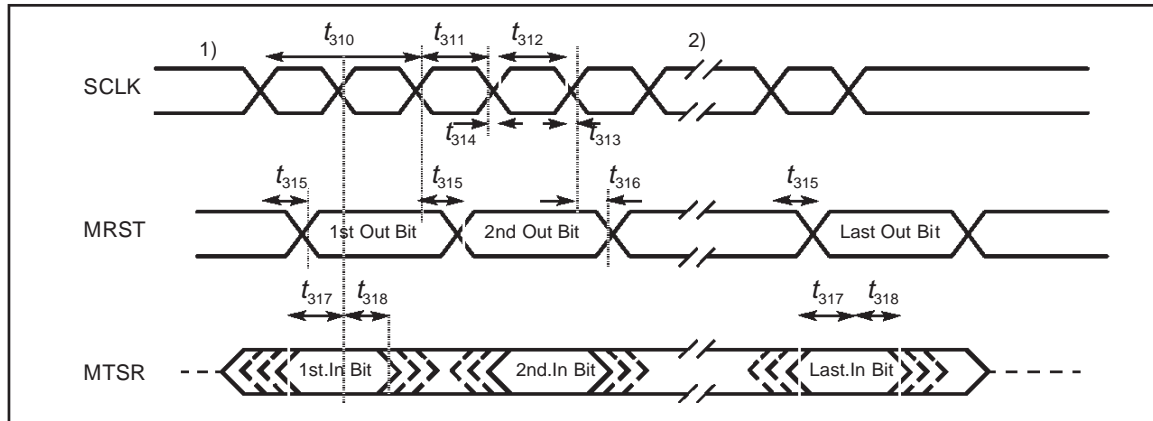 1) t310 t311 t312 2)
SCLK
t314 t313
t315 t315 t316 t315
MRST 1st Out Bit 2nd Out Bit Last Out Bit
t317 t318 t317 t318
MTSR 1st.In Bit 2nd.In Bit Last.In Bit